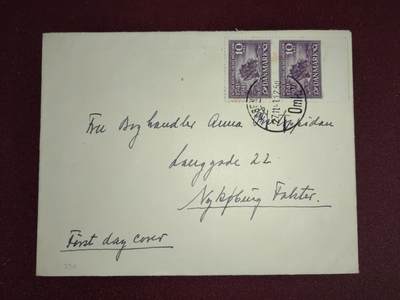 10 10
DANMARK DANMARK
Fru Boghandler Anna
Langgade 22
Nykøbing Falster.
First day cover